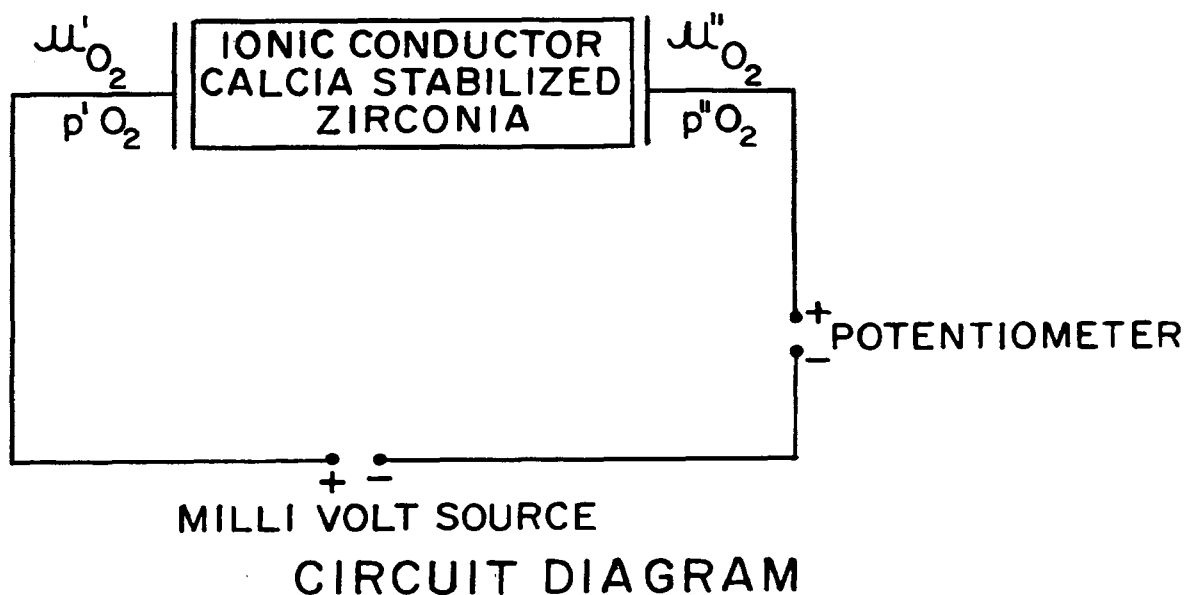 μ'O₂
p'O₂
IONIC CONDUCTOR
CALCIA STABILIZED
ZIRCONIA
μ"O₂
p"O₂
+
POTENTIOMETER
−
+ −
MILLI VOLT SOURCE
CIRCUIT DIAGRAM